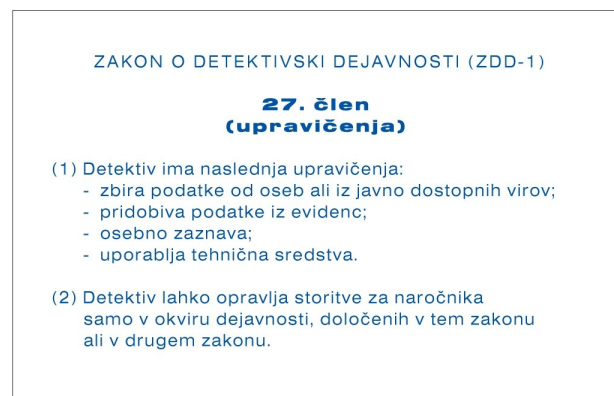 ZAKON O DETEKTIVSKI DEJAVNOSTI (ZDD-1)
27. člen
(upravičenja)
(1) Detektiv ima naslednja upravičenja:
- zbira podatke od oseb ali iz javno dostopnih virov;
- pridobiva podatke iz evidenc;
- osebno zaznava;
- uporablja tehnična sredstva.
(2) Detektiv lahko opravlja storitve za naročnika
samo v okviru dejavnosti, določenih v tem zakonu
ali v drugem zakonu.